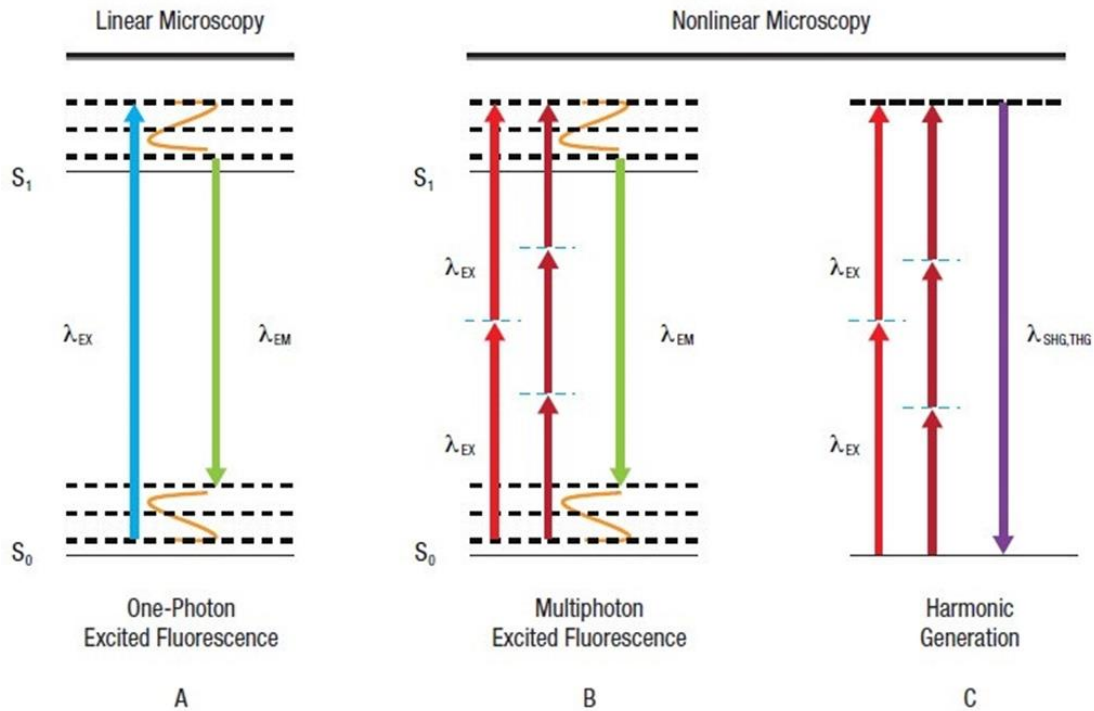 Linear Microscopy
Nonlinear Microscopy
S₁
S₁
λEX
λEX
λEX
λEM
λEM
λSHG,THG
λEX
λEX
S₀
S₀
One-Photon
Excited Fluorescence
Multiphoton
Excited Fluorescence
Harmonic
Generation
A
B
C